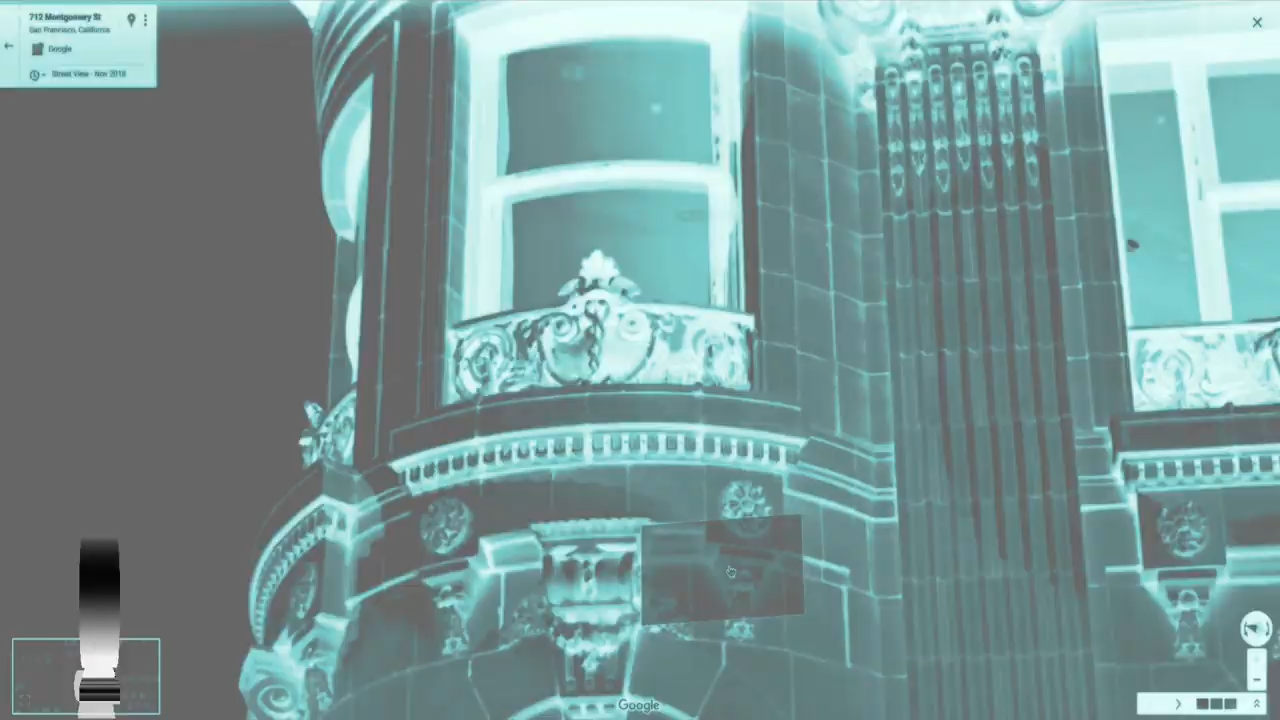 712 Montgomery St
San Francisco, California
Google
Street View - Nov 2018
Google